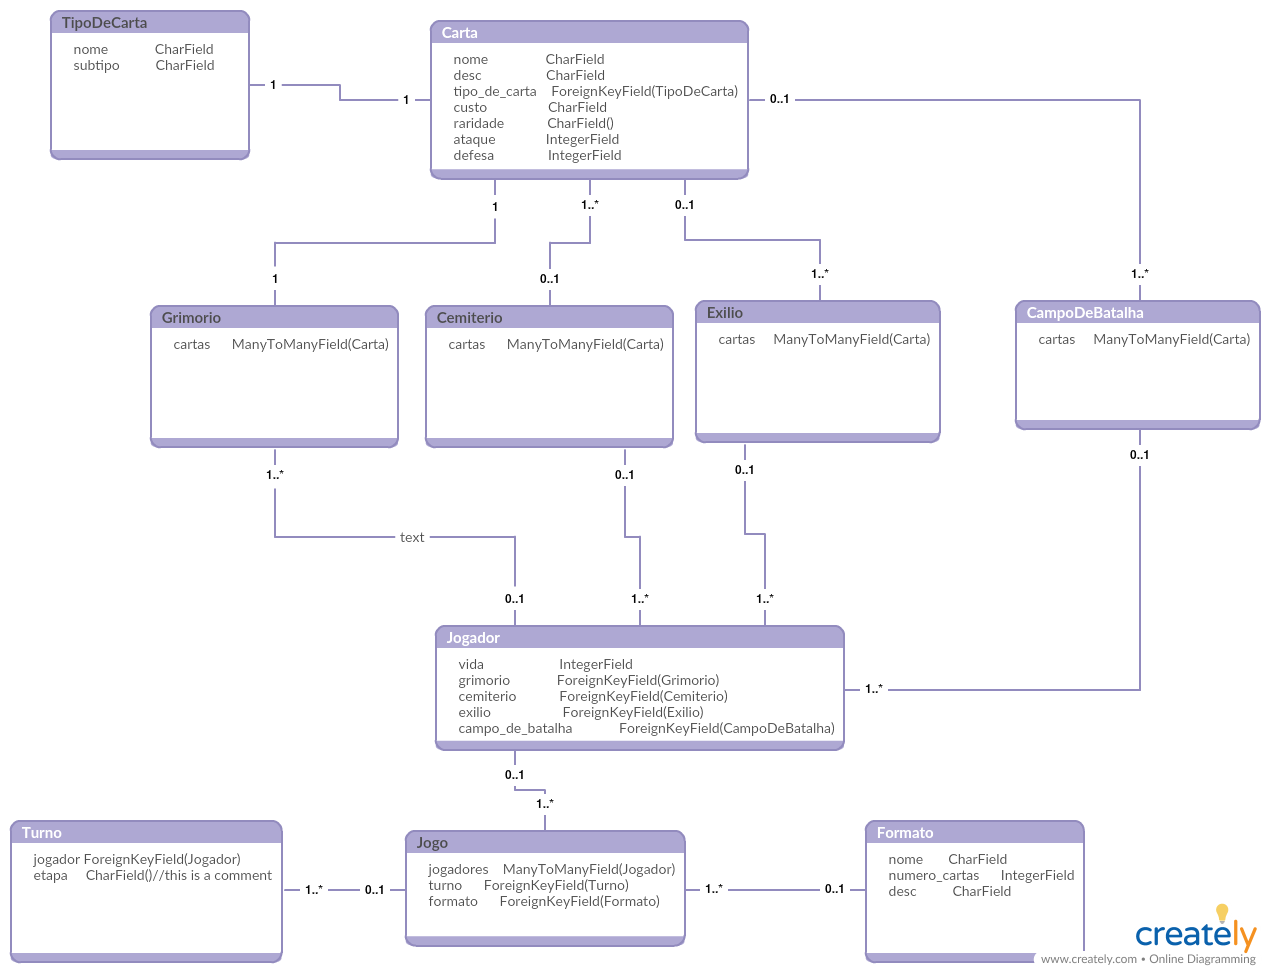 TipoDeCarta
nome CharField
subtipo CharField
Carta
nome CharField
desc CharField
tipo_de_carta ForeignKeyField(TipoDeCarta)
custo CharField
raridade CharField()
ataque IntegerField
defesa IntegerField
1
1
0..1
1
1..*
0..1
1
0..1
1..*
1..*
Grimorio
cartas ManyToManyField(Carta)
Cemiterio
cartas ManyToManyField(Carta)
Exilio
cartas ManyToManyField(Carta)
CampoDeBatalha
cartas ManyToManyField(Carta)
1..*
0..1
0..1
0..1
text
0..1
1..*
1..*
Jogador
vida IntegerField
grimorio ForeignKeyField(Grimorio)
cemiterio ForeignKeyField(Cemiterio)
exilio ForeignKeyField(Exilio)
campo_de_batalha ForeignKeyField(CampoDeBatalha)
1..*
0..1
1..*
Turno
jogador ForeignKeyField(Jogador)
etapa CharField()//this is a comment
1..*
0..1
Jogo
jogadores ManyToManyField(Jogador)
turno ForeignKeyField(Turno)
formato ForeignKeyField(Formato)
1..*
0..1
Formato
nome CharField
numero_cartas IntegerField
desc CharField
creately
www.creately.com • Online Diagramming